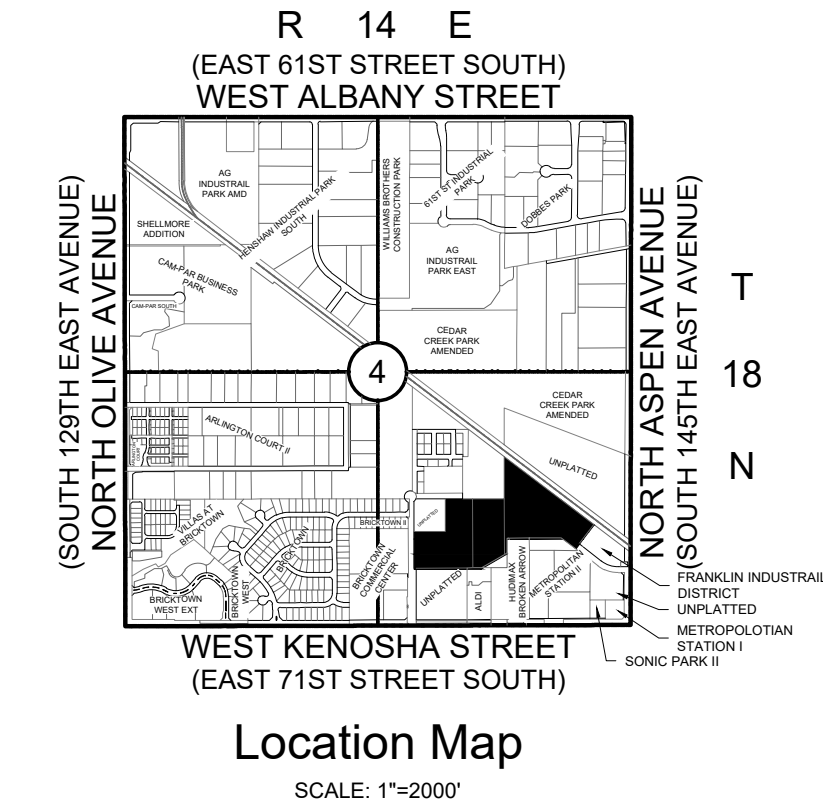 R 14 E
(EAST 61ST STREET SOUTH)
WEST ALBANY STREET
(SOUTH 129TH EAST AVENUE)
NORTH OLIVE AVENUE
AG
INDUSTRAIL
PARK AMD
SHELLMORE
ADDITION
HENSHAW INDUSTRIAL PARK
SOUTH
CAM-PAR BUSINESS
PARK
CAM-PAR SOUTH
WILLIAMS BROTHERS
CONSTRUCTION PARK
61ST ST INDUSTRIAL
PARK
DOBBES PARK
AG
INDUSTRAIL
PARK EAST
CEDAR
CREEK PARK
AMENDED
4
NORTH ASPEN AVENUE
(SOUTH 145TH EAST AVENUE)
T
18
N
ARLINGTON COURT II
ARLINGTON
COURT
VILLAS AT
BRICKTOWN
BRICKTOWN
BRICKTOWN II
BRICKTOWN
WEST
BRICKTOWN
WEST EXT
BRICKTOWN
COMMERCIAL
CENTER
CEDAR
CREEK PARK
AMENDED
UNPLATTED
UNPLATTED
UNPLATTED
ALDI
HUDIMAX
BROKEN ARROW
METROPOLITAN
STATION II
FRANKLIN INDUSTRAIL
DISTRICT
UNPLATTED
METROPOLOTIAN
STATION I
SONIC PARK II
WEST KENOSHA STREET
(EAST 71ST STREET SOUTH)
Location Map
SCALE: 1"=2000'